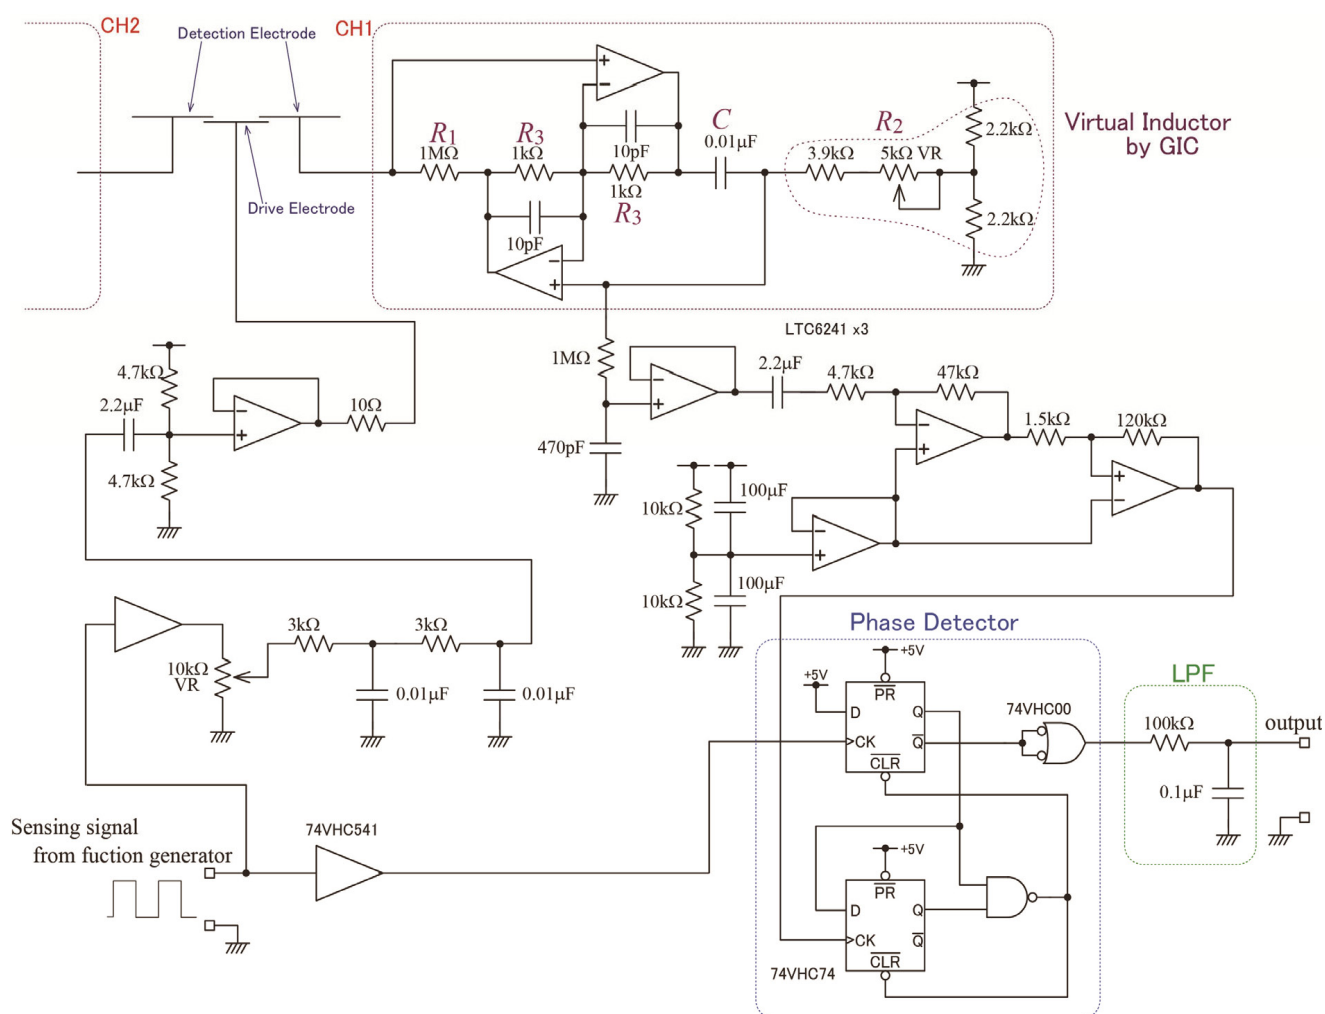 CH2
CH1
Detection Electrode
Drive Electrode
R1
1MΩ
R3
1kΩ
10pF
1kΩ
R3
10pF
C
0.01μF
R2
3.9kΩ
5kΩ VR
2.2kΩ
2.2kΩ
Virtual Inductor
by GIC
LTC6241 x3
4.7kΩ
2.2μF
4.7kΩ
10Ω
1MΩ
470pF
2.2μF
4.7kΩ
47kΩ
1.5kΩ
120kΩ
10kΩ
100μF
10kΩ
100μF
10kΩ
VR
3kΩ
3kΩ
0.01μF
0.01μF
Phase Detector
+5V
+5V
PR
D
Q
CK
Q
CLR
74VHC00
LPF
100kΩ
output
0.1μF
Sensing signal
from fuction generator
74VHC541
+5V
PR
D
Q
CK
Q
CLR
74VHC74